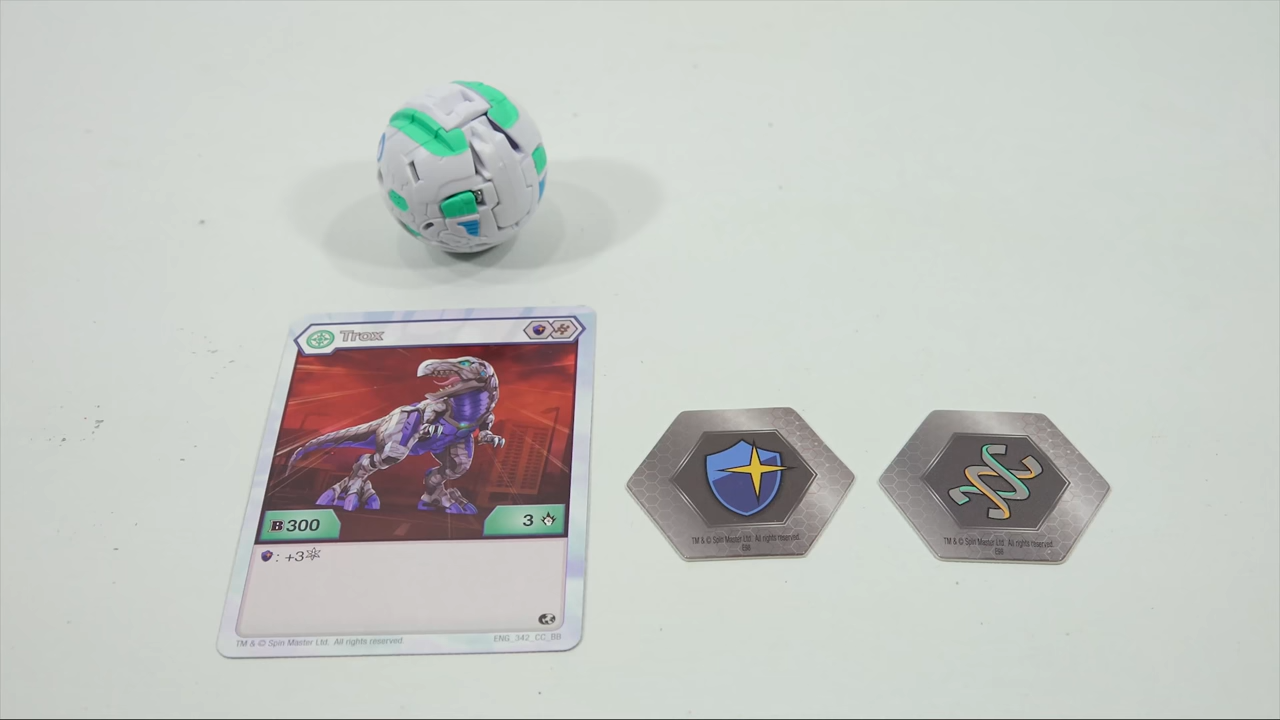 Trox
B 300
3
: +3
TM & © Spin Master Ltd. All rights reserved
ENG_342_CC_BB
TM & © Spin Master Ltd. All rights reserved.
TM & © Spin Master Ltd. All rights reserved.